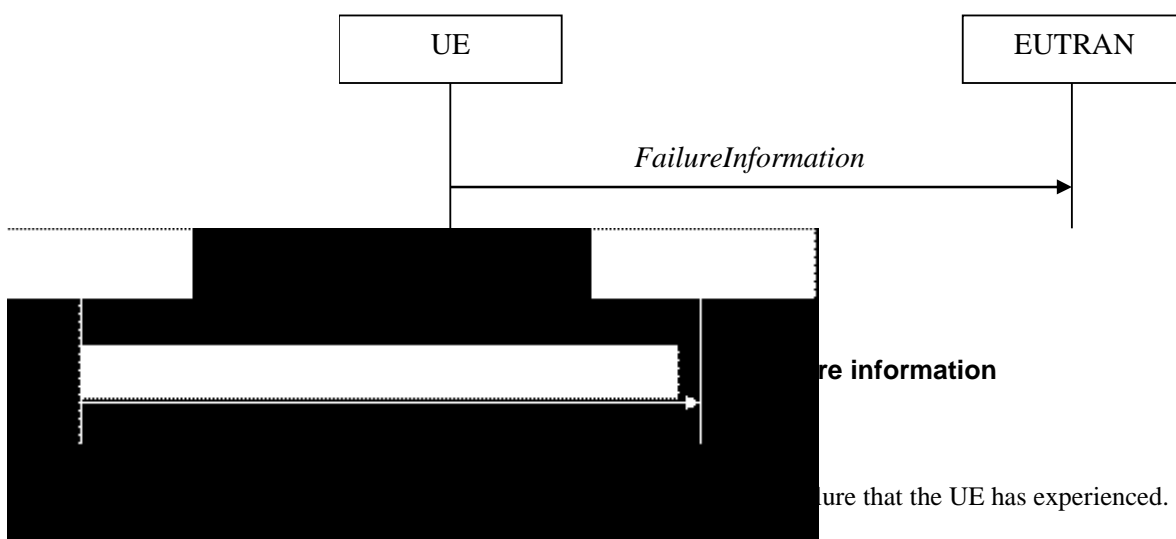 UE
EUTRAN
FailureInformation
re information
lure that the UE has experienced.